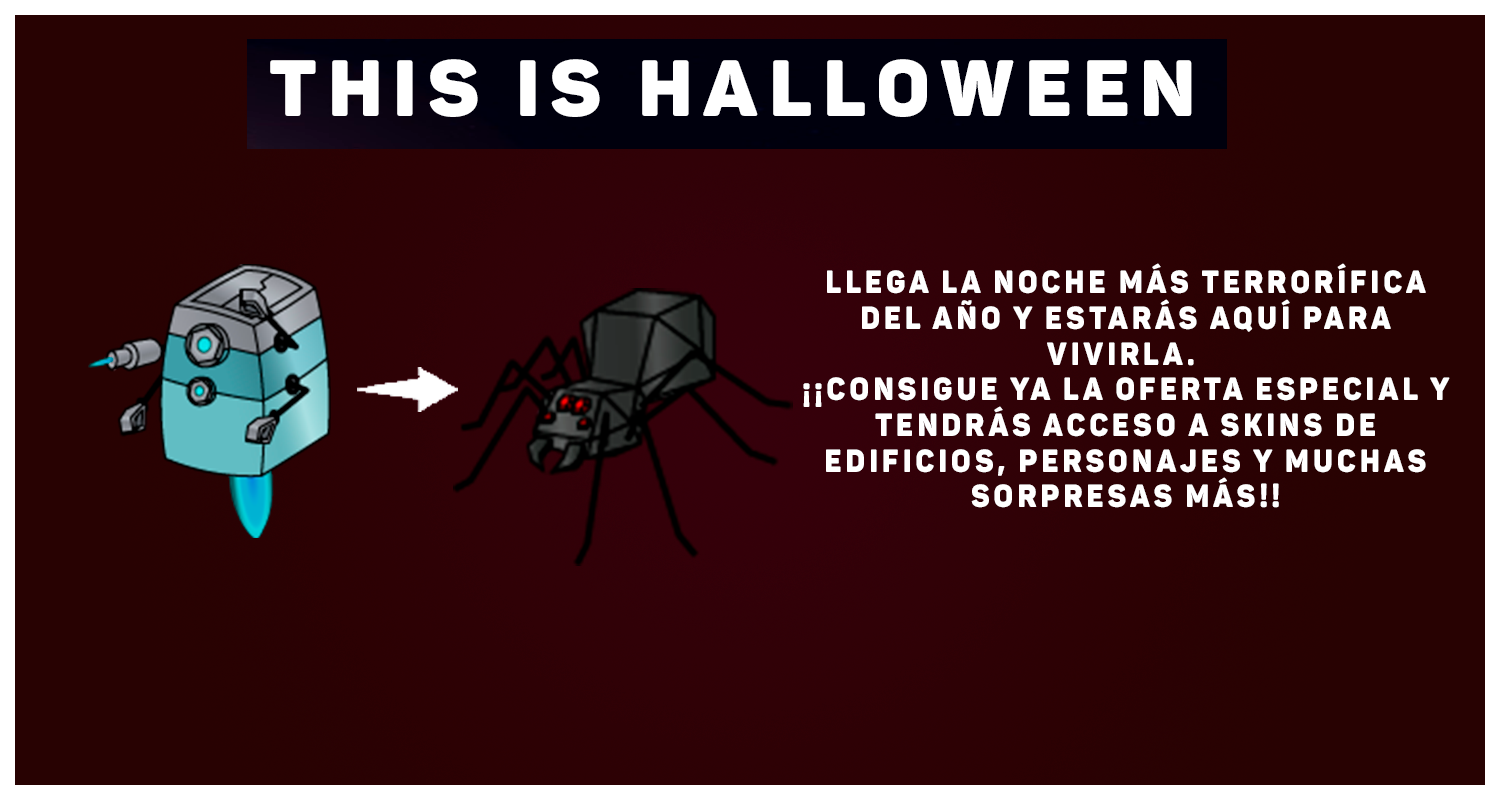 THIS IS HALLOWEEN
LLEGA LA NOCHE MÁS TERRORÍFICA
DEL AÑO Y ESTARÁS AQUÍ PARA
VIVIRLA.
¡¡CONSIGUE YA LA OFERTA ESPECIAL Y
TENDRÁS ACCESO A SKINS DE
EDIFICIOS, PERSONAJES Y MUCHAS
SORPRESAS MÁS!!